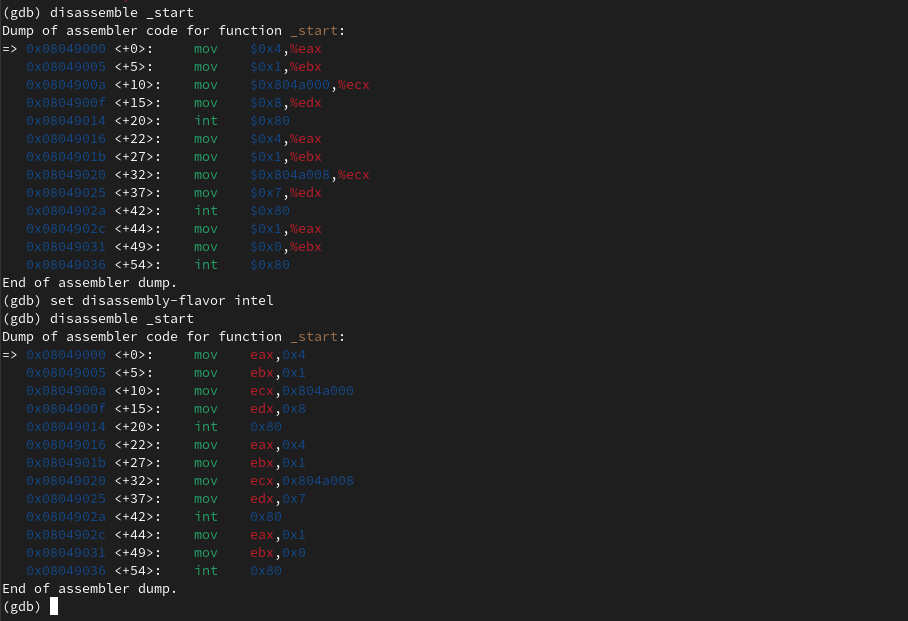 (gdb) disassemble _start
Dump of assembler code for function _start:
=> 0x08049000 <+0>:     mov    $0x4,%eax
   0x08049005 <+5>:     mov    $0x1,%ebx
   0x0804900a <+10>:    mov    $0x804a000,%ecx
   0x0804900f <+15>:    mov    $0x8,%edx
   0x08049014 <+20>:    int    $0x80
   0x08049016 <+22>:    mov    $0x4,%eax
   0x0804901b <+27>:    mov    $0x1,%ebx
   0x08049020 <+32>:    mov    $0x804a008,%ecx
   0x08049025 <+37>:    mov    $0x7,%edx
   0x0804902a <+42>:    int    $0x80
   0x0804902c <+44>:    mov    $0x1,%eax
   0x08049031 <+49>:    mov    $0x0,%ebx
   0x08049036 <+54>:    int    $0x80
End of assembler dump.
(gdb) set disassembly-flavor intel
(gdb) disassemble _start
Dump of assembler code for function _start:
=> 0x08049000 <+0>:     mov    eax,0x4
   0x08049005 <+5>:     mov    ebx,0x1
   0x0804900a <+10>:    mov    ecx,0x804a000
   0x0804900f <+15>:    mov    edx,0x8
   0x08049014 <+20>:    int    0x80
   0x08049016 <+22>:    mov    eax,0x4
   0x0804901b <+27>:    mov    ebx,0x1
   0x08049020 <+32>:    mov    ecx,0x804a008
   0x08049025 <+37>:    mov    edx,0x7
   0x0804902a <+42>:    int    0x80
   0x0804902c <+44>:    mov    eax,0x1
   0x08049031 <+49>:    mov    ebx,0x0
   0x08049036 <+54>:    int    0x80
End of assembler dump.
(gdb)